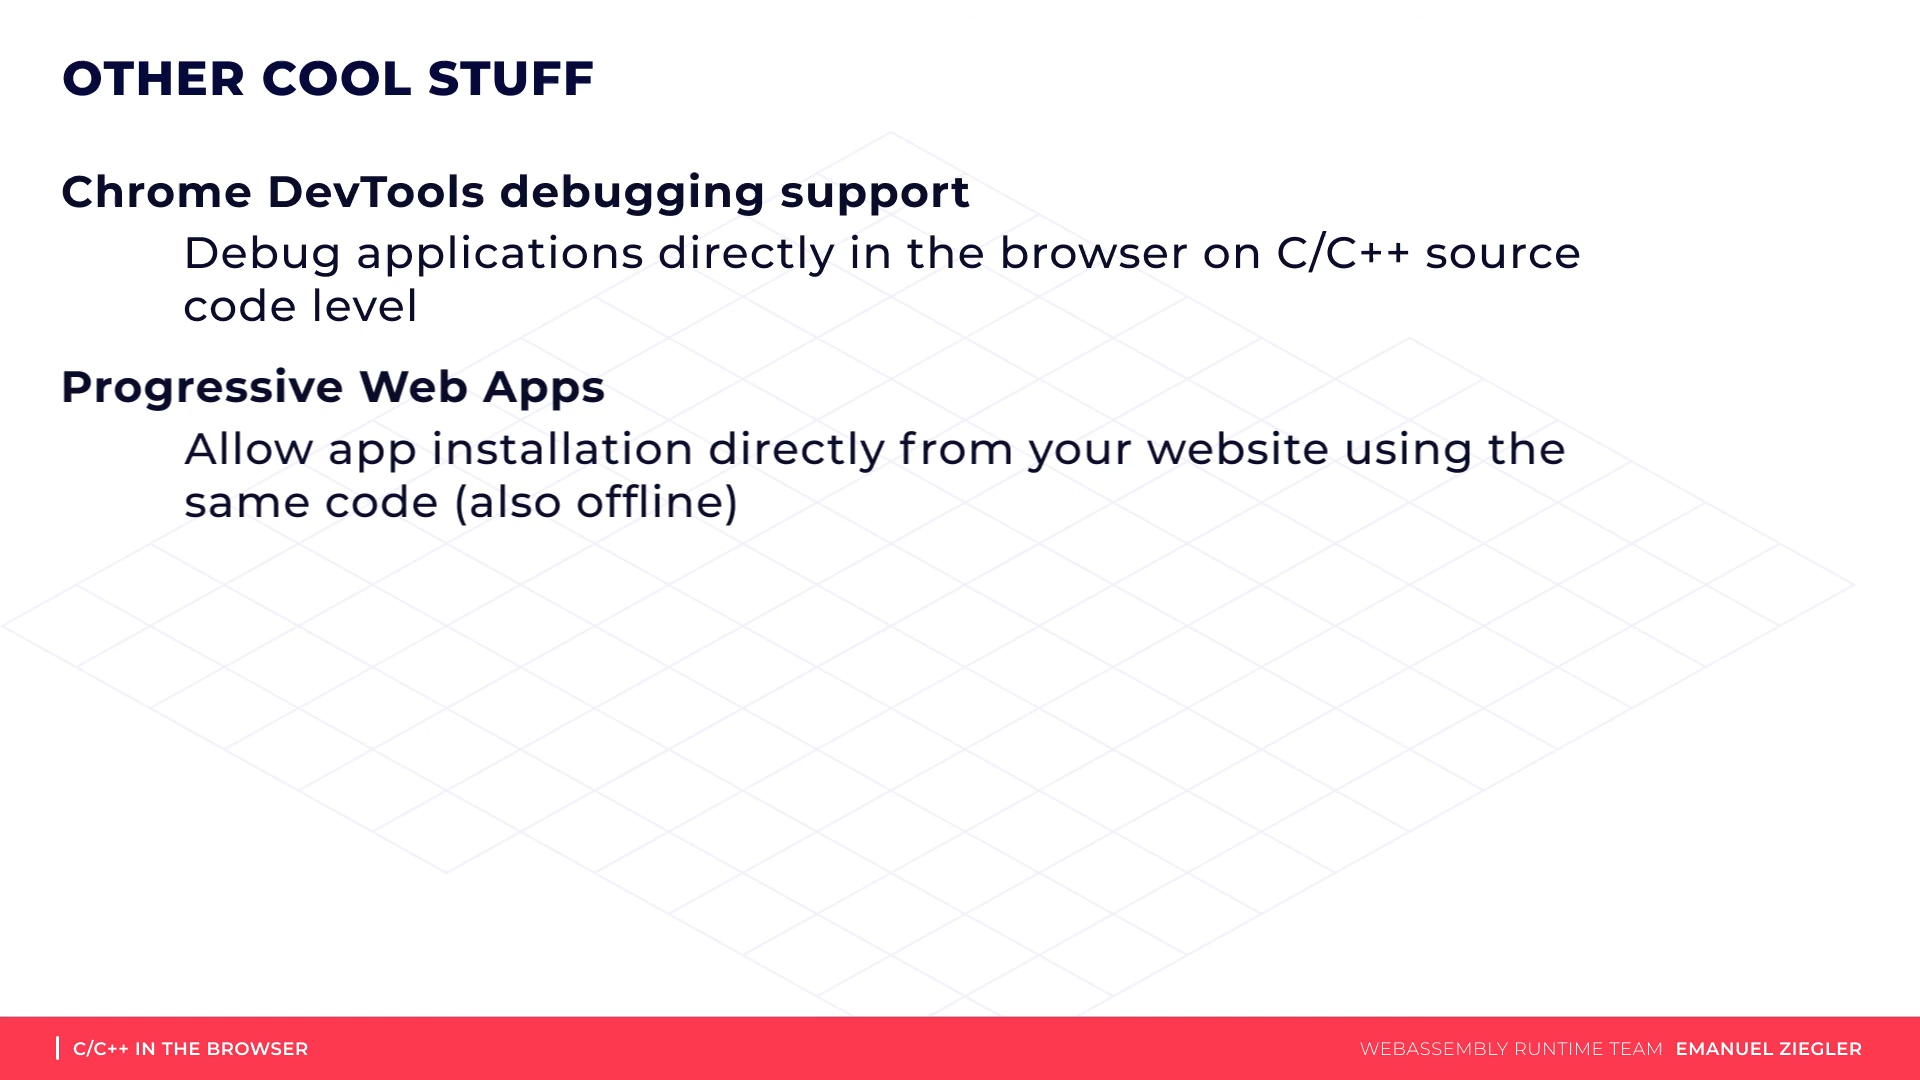 OTHER COOL STUFF
Chrome DevTools debugging support
Debug applications directly in the browser on C/C++ source
code level
Progressive Web Apps
Allow app installation directly from your website using the
same code (also offline)
C/C++ IN THE BROWSER
WEBASSEMBLY RUNTIME TEAM EMANUEL ZIEGLER